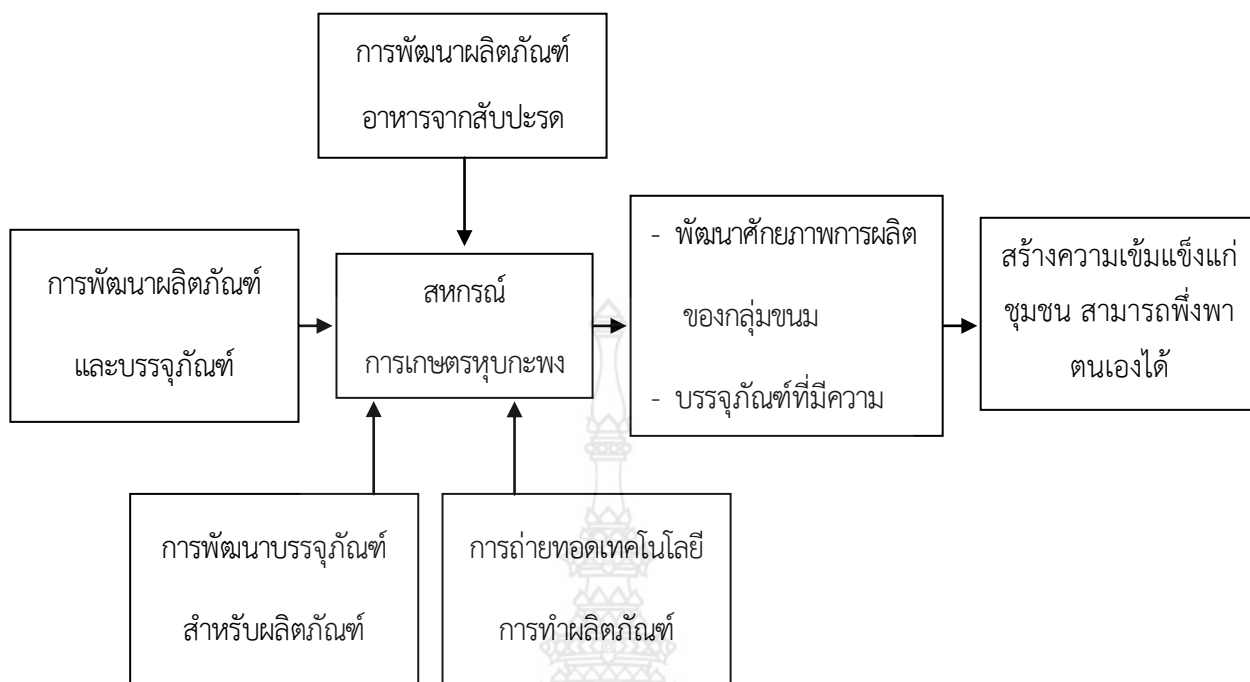 การพัฒนาผลิตภัณฑ์
อาหารจากสับปะรด
การพัฒนาผลิตภัณฑ์
และบรรจุภัณฑ์
สหกรณ์
การเกษตรหุบกะพง
- พัฒนาศักยภาพการผลิต
ของกลุ่มขนม
- บรรจุภัณฑ์ที่มีความ
สร้างความเข้มแข็งแก่
ชุมชน สามารถพึ่งพา
ตนเองได้
การพัฒนาบรรจุภัณฑ์
สำหรับผลิตภัณฑ์
การถ่ายทอดเทคโนโลยี
การทำผลิตภัณฑ์